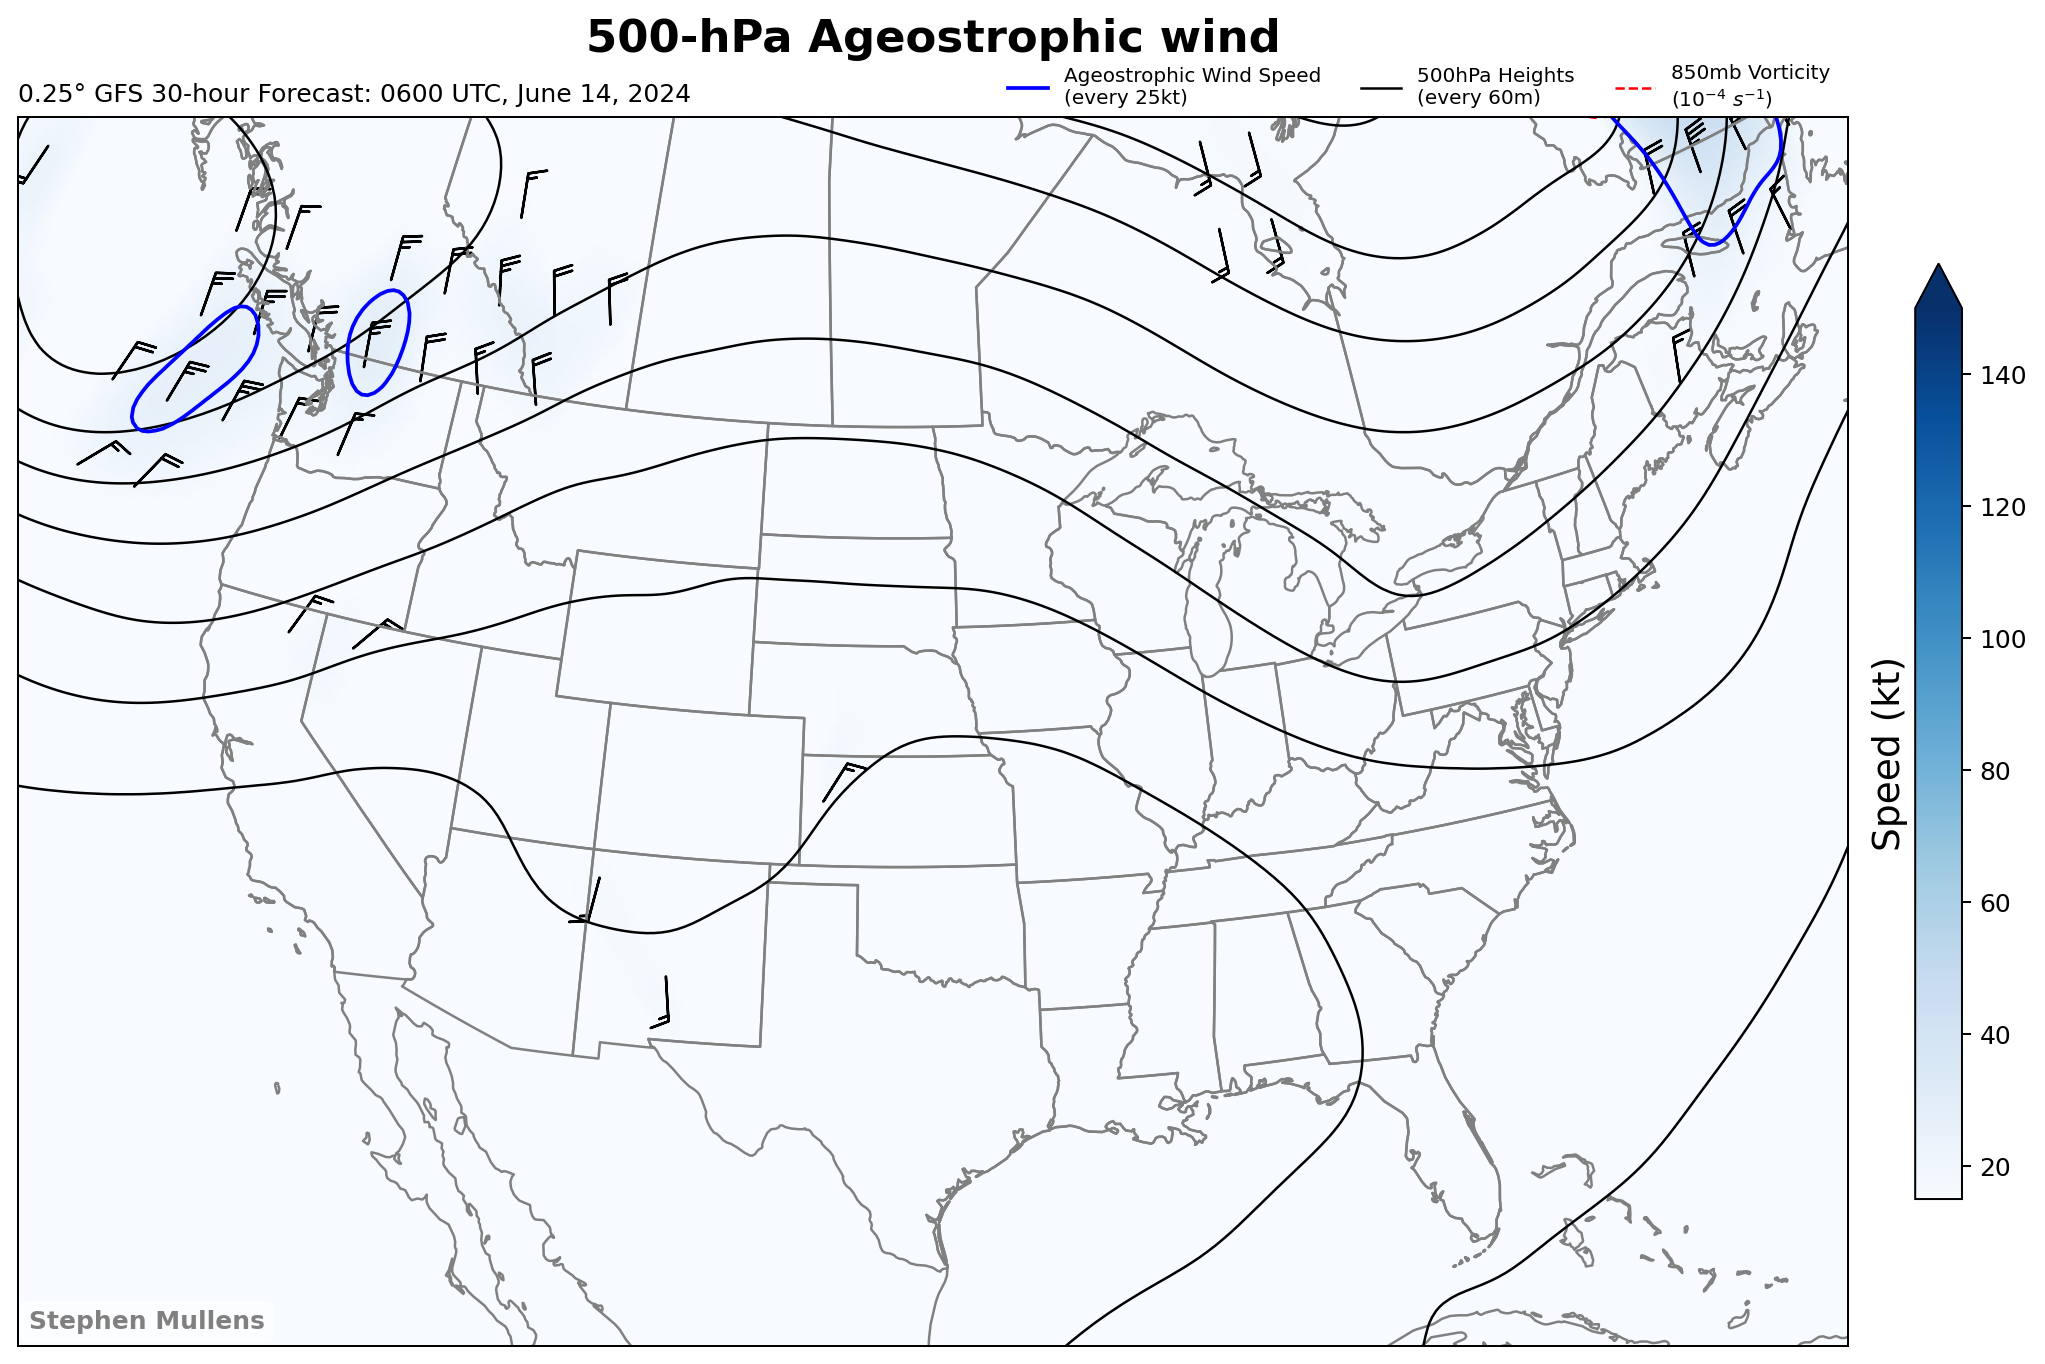 500-hPa Ageostrophic wind
0.25° GFS 30-hour Forecast: 0600 UTC, June 14, 2024
Ageostrophic Wind Speed
(every 25kt)
500hPa Heights
(every 60m)
850mb Vorticity
(10⁻⁴ s⁻¹)
140
120
100
80
60
40
20
Speed (kt)
Stephen Mullens